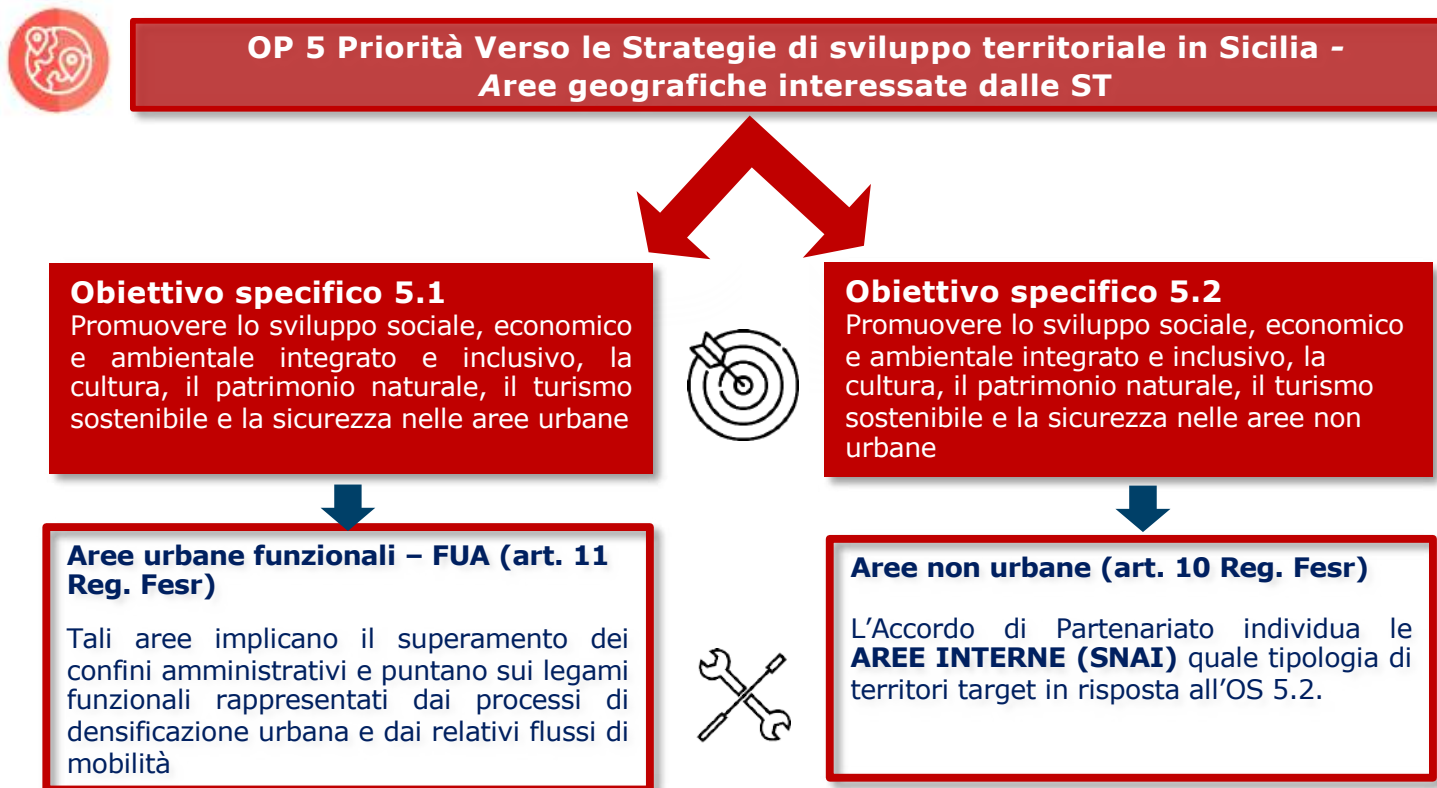 OP 5 Priorità Verso le Strategie di sviluppo territoriale in Sicilia -
Aree geografiche interessate dalle ST
Obiettivo specifico 5.1
Promuovere lo sviluppo sociale, economico
e ambientale integrato e inclusivo, la
cultura, il patrimonio naturale, il turismo
sostenibile e la sicurezza nelle aree urbane
Obiettivo specifico 5.2
Promuovere lo sviluppo sociale, economico
e ambientale integrato e inclusivo, la
cultura, il patrimonio naturale, il turismo
sostenibile e la sicurezza nelle aree non
urbane
Aree urbane funzionali – FUA (art. 11
Reg. Fesr)
Tali aree implicano il superamento dei
confini amministrativi e puntano sui legami
funzionali rappresentati dai processi di
densificazione urbana e dai relativi flussi di
mobilità
Aree non urbane (art. 10 Reg. Fesr)
L’Accordo di Partenariato individua le
AREE INTERNE (SNAI) quale tipologia di
territori target in risposta all’OS 5.2.